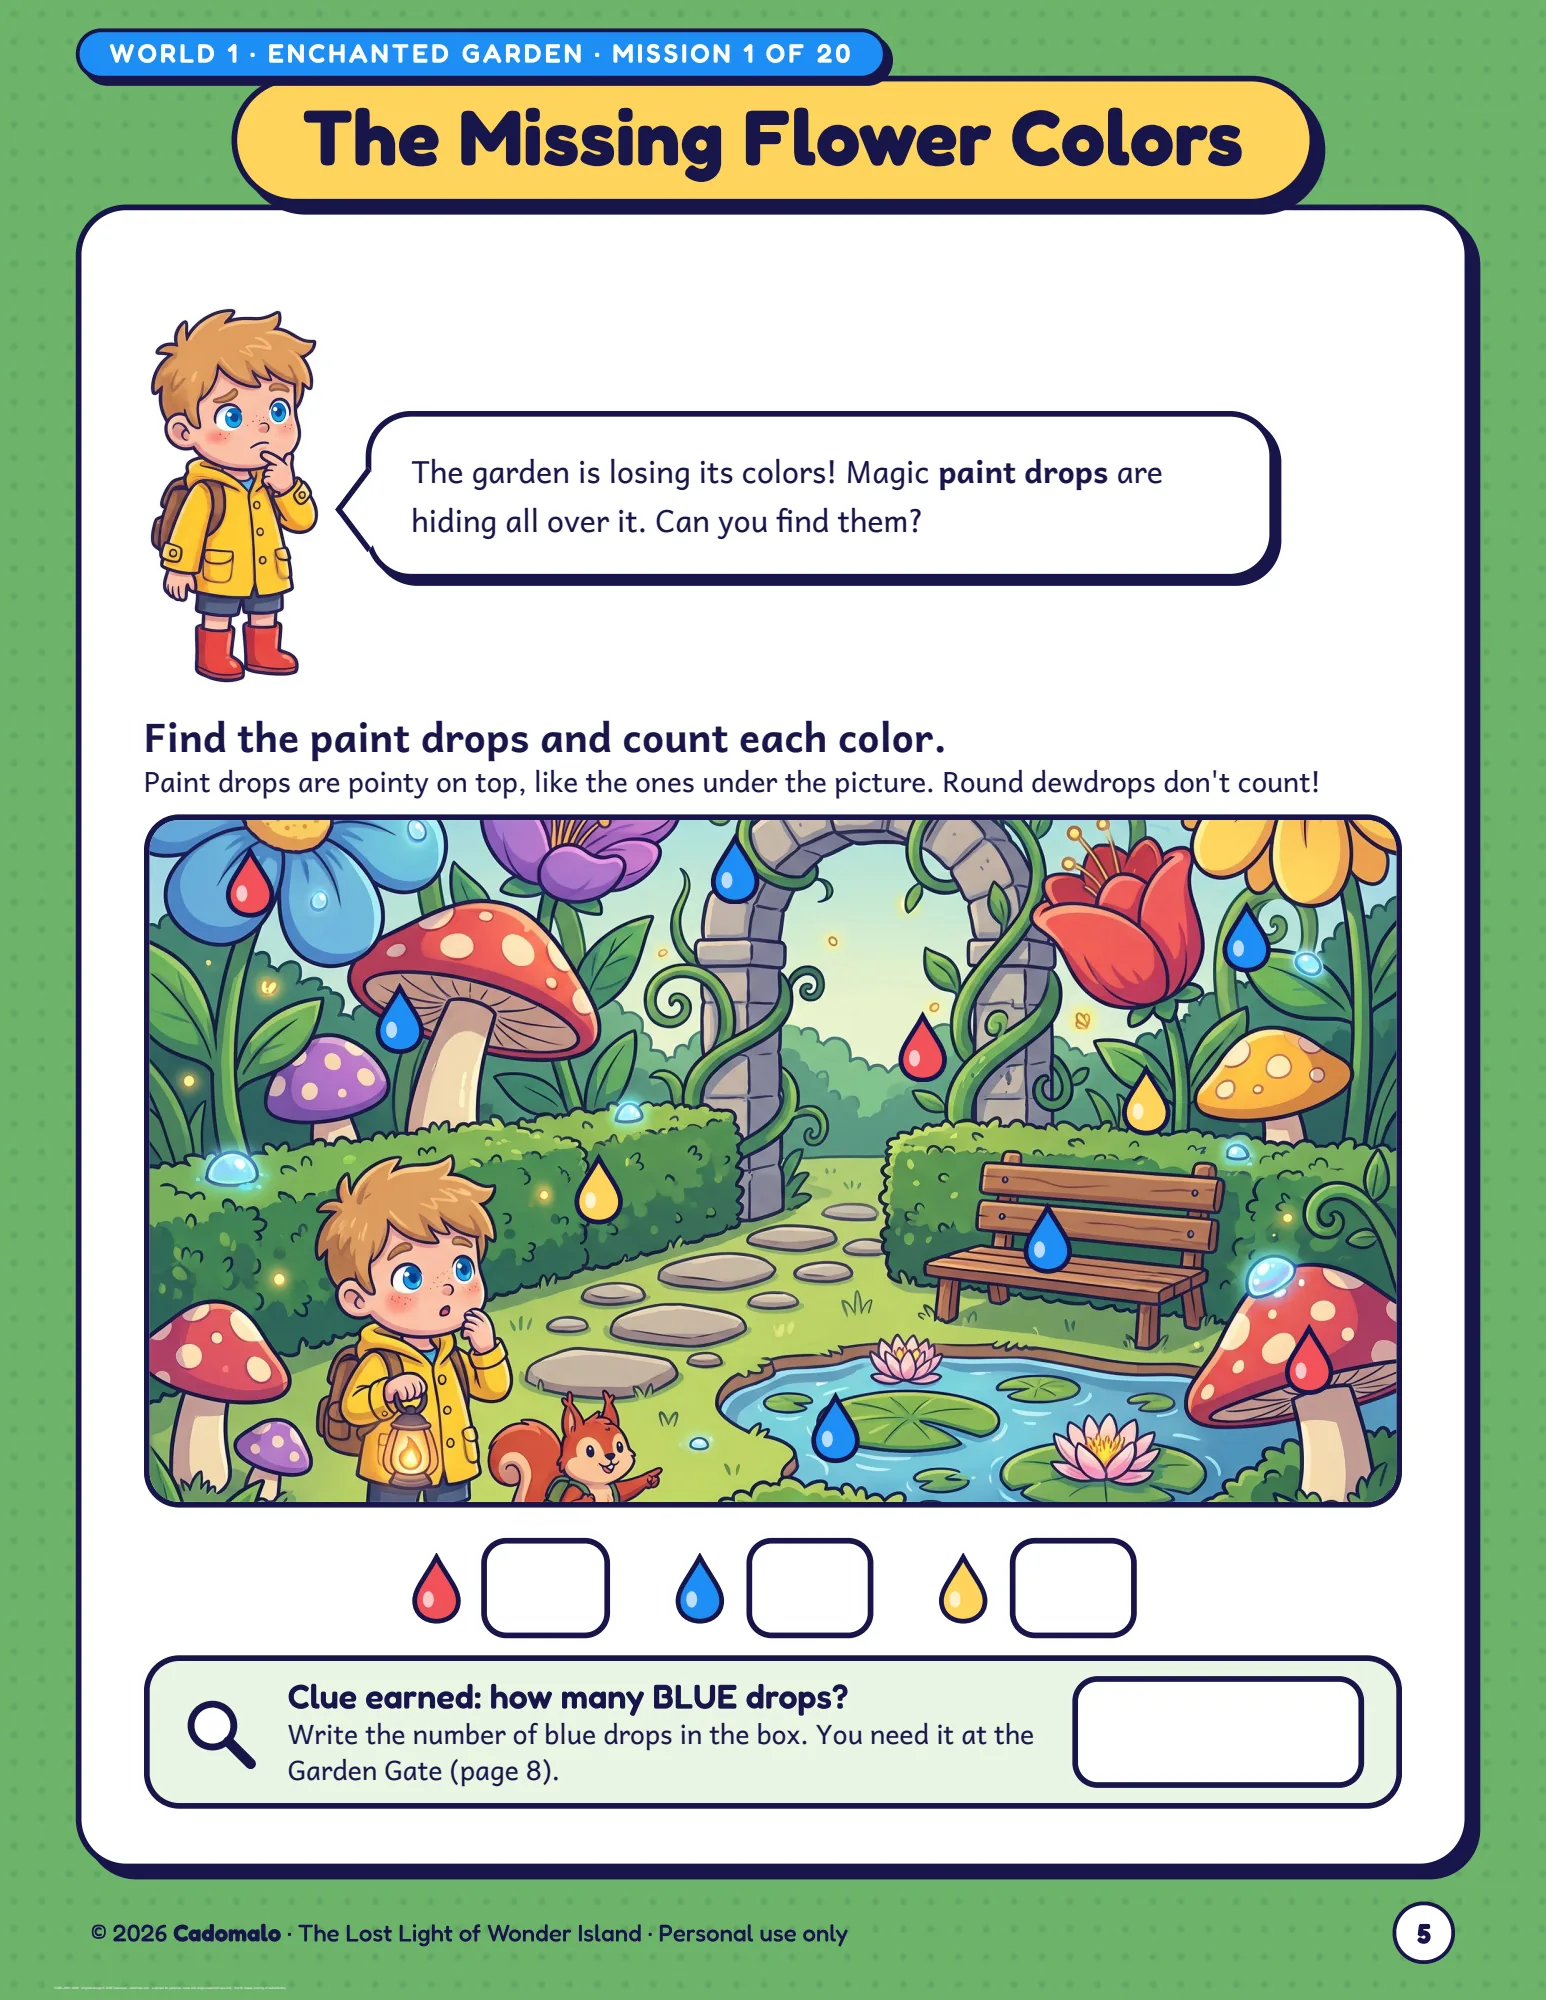 WORLD 1 · ENCHANTED GARDEN · MISSION 1 OF 20
The Missing Flower Colors
The garden is losing its colors! Magic paint drops are
hiding all over it. Can you find them?
Find the paint drops and count each color.
Paint drops are pointy on top, like the ones under the picture. Round dewdrops don't count!
Clue earned: how many BLUE drops?
Write the number of blue drops in the box. You need it at the
Garden Gate (page 8).
© 2026 Cadomalo · The Lost Light of Wonder Island · Personal use only
5